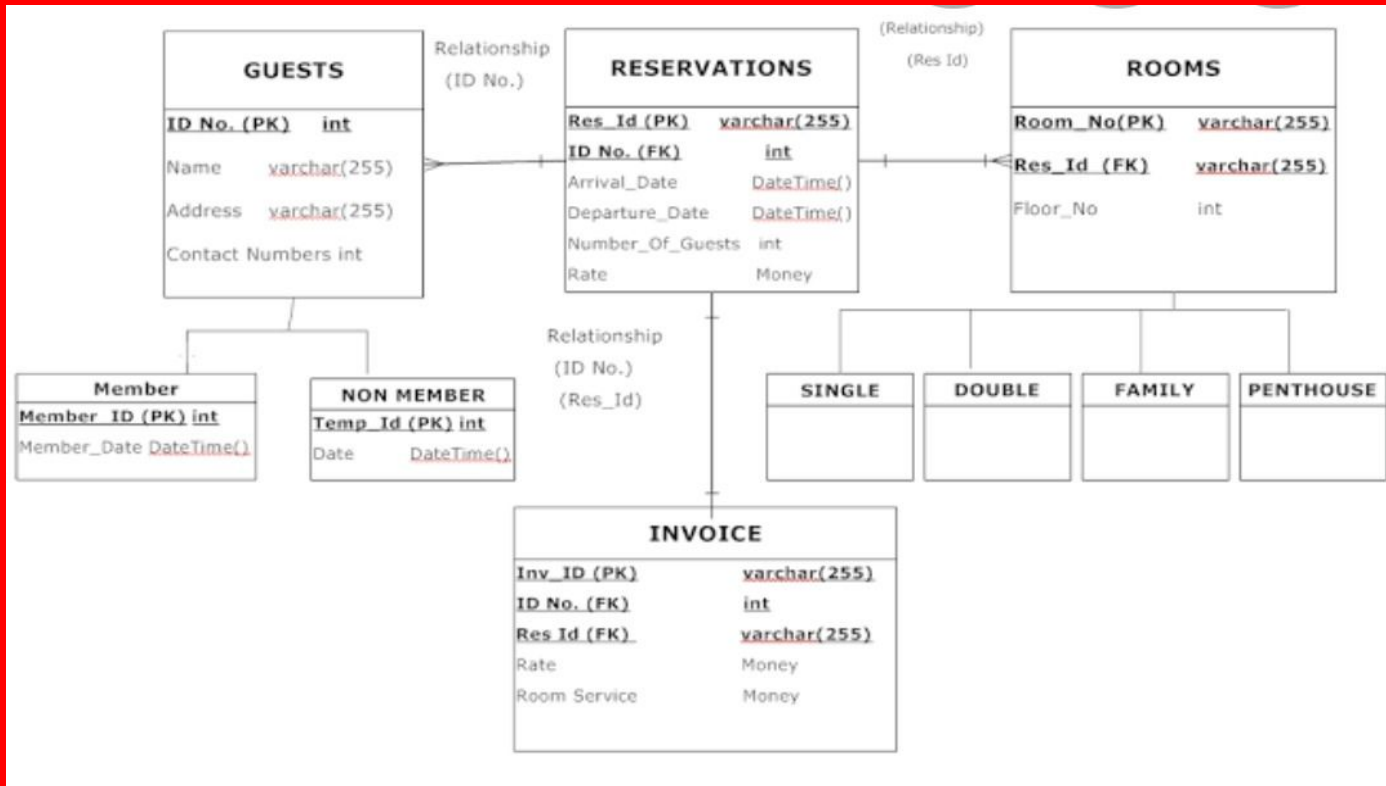 GUESTS
ID No. (PK) int
Name varchar(255)
Address varchar(255)
Contact Numbers int
Relationship
(ID No.)
RESERVATIONS
Res_Id (PK) varchar(255)
ID No. (FK) int
Arrival_Date DateTime()
Departure_Date DateTime()
Number_Of_Guests int
Rate Money
(Relationship)
(Res Id)
ROOMS
Room_No(PK) varchar(255)
Res_Id (FK) varchar(255)
Floor_No int
Member
Member_ID (PK) int
Member_Date DateTime()
NON MEMBER
Temp_Id (PK) int
Date DateTime()
Relationship
(ID No.)
(Res_Id)
SINGLE
DOUBLE
FAMILY
PENTHOUSE
INVOICE
Inv_ID (PK) varchar(255)
ID No. (FK) int
Res Id (FK) varchar(255)
Rate Money
Room Service Money